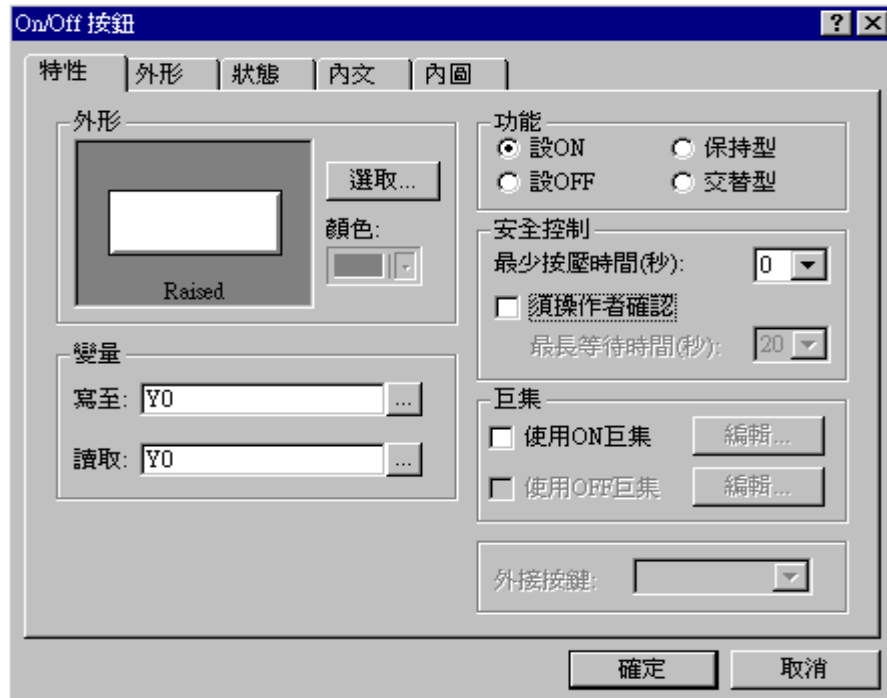 On/Off 按鈕
特性 外形 狀態 內文 內圖
外形
選取...
顏色:
Raised
變量
寫至: Y0 ...
讀取: Y0 ...
功能
設ON 保持型
設OFF 交替型
安全控制
最少按壓時間(秒): 0
須操作者確認
最長等待時間(秒): 20
巨集
使用ON巨集 編輯...
使用OFF巨集 編輯...
外接按鍵:
確定 取消